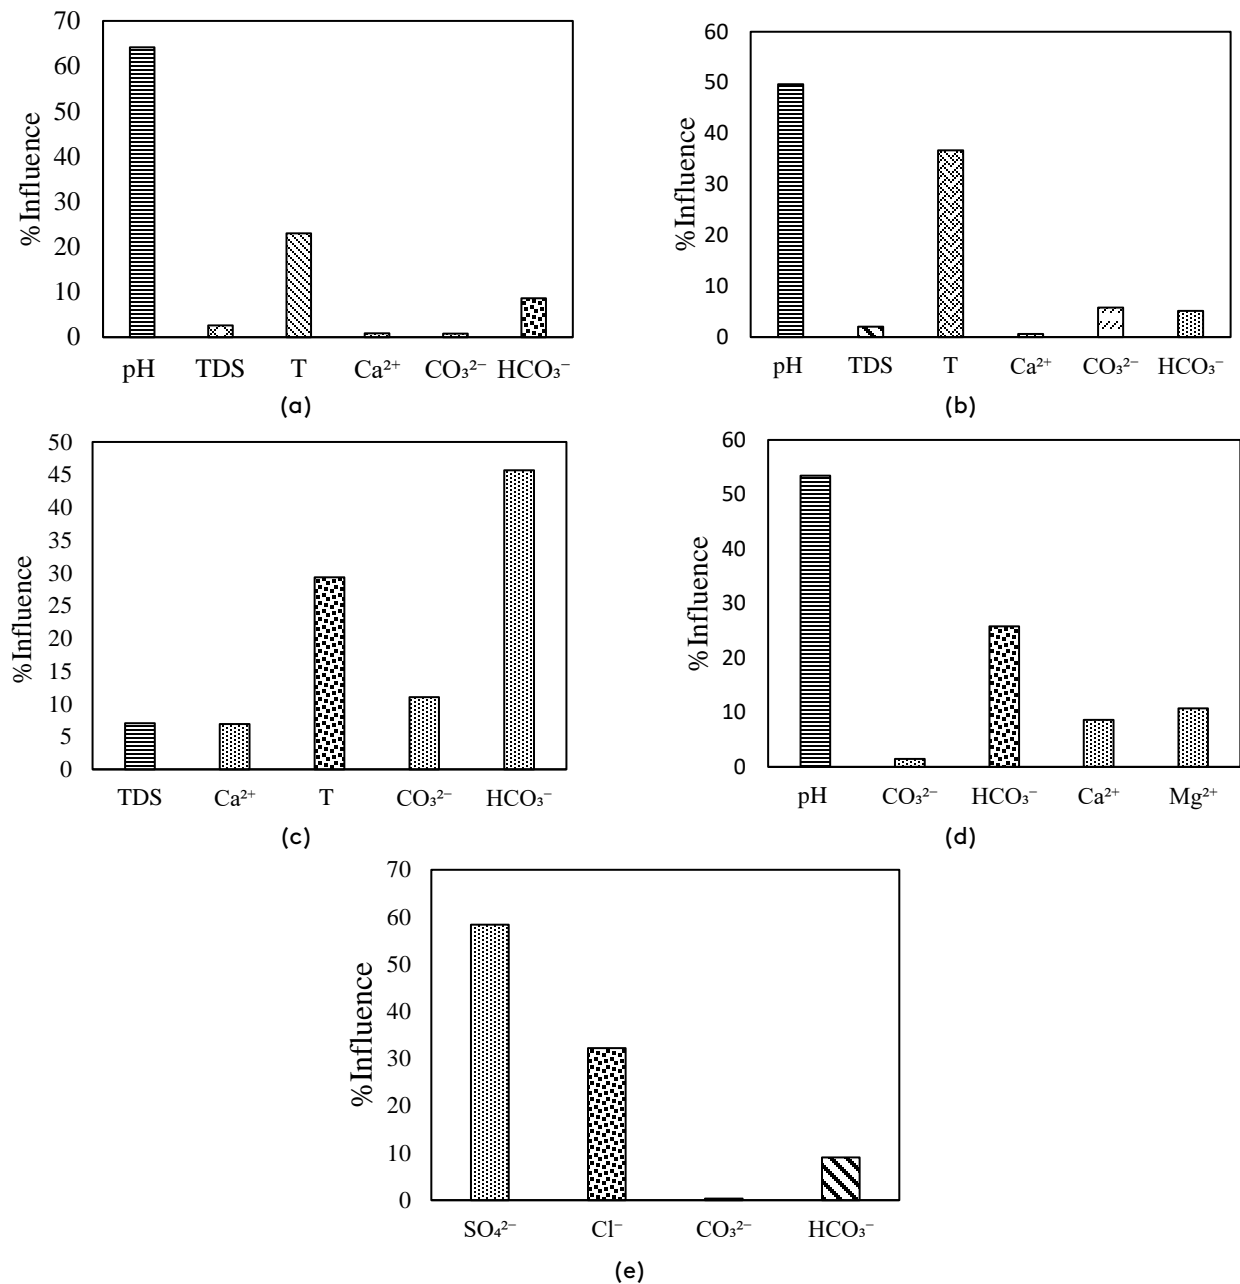 %Influence
70
60
50
40
30
20
10
0
pH TDS T Ca²⁺ CO₃²⁻ HCO₃⁻
(a)
%Influence
60
50
40
30
20
10
0
pH TDS T Ca²⁺ CO₃²⁻ HCO₃⁻
(b)
%Influence
50
45
40
35
30
25
20
15
10
5
0
TDS Ca²⁺ T CO₃²⁻ HCO₃⁻
(c)
%Influence
60
50
40
30
20
10
0
pH CO₃²⁻ HCO₃⁻ Ca²⁺ Mg²⁺
(d)
%Influence
70
60
50
40
30
20
10
0
SO₄²⁻ Cl⁻ CO₃²⁻ HCO₃⁻
(e)